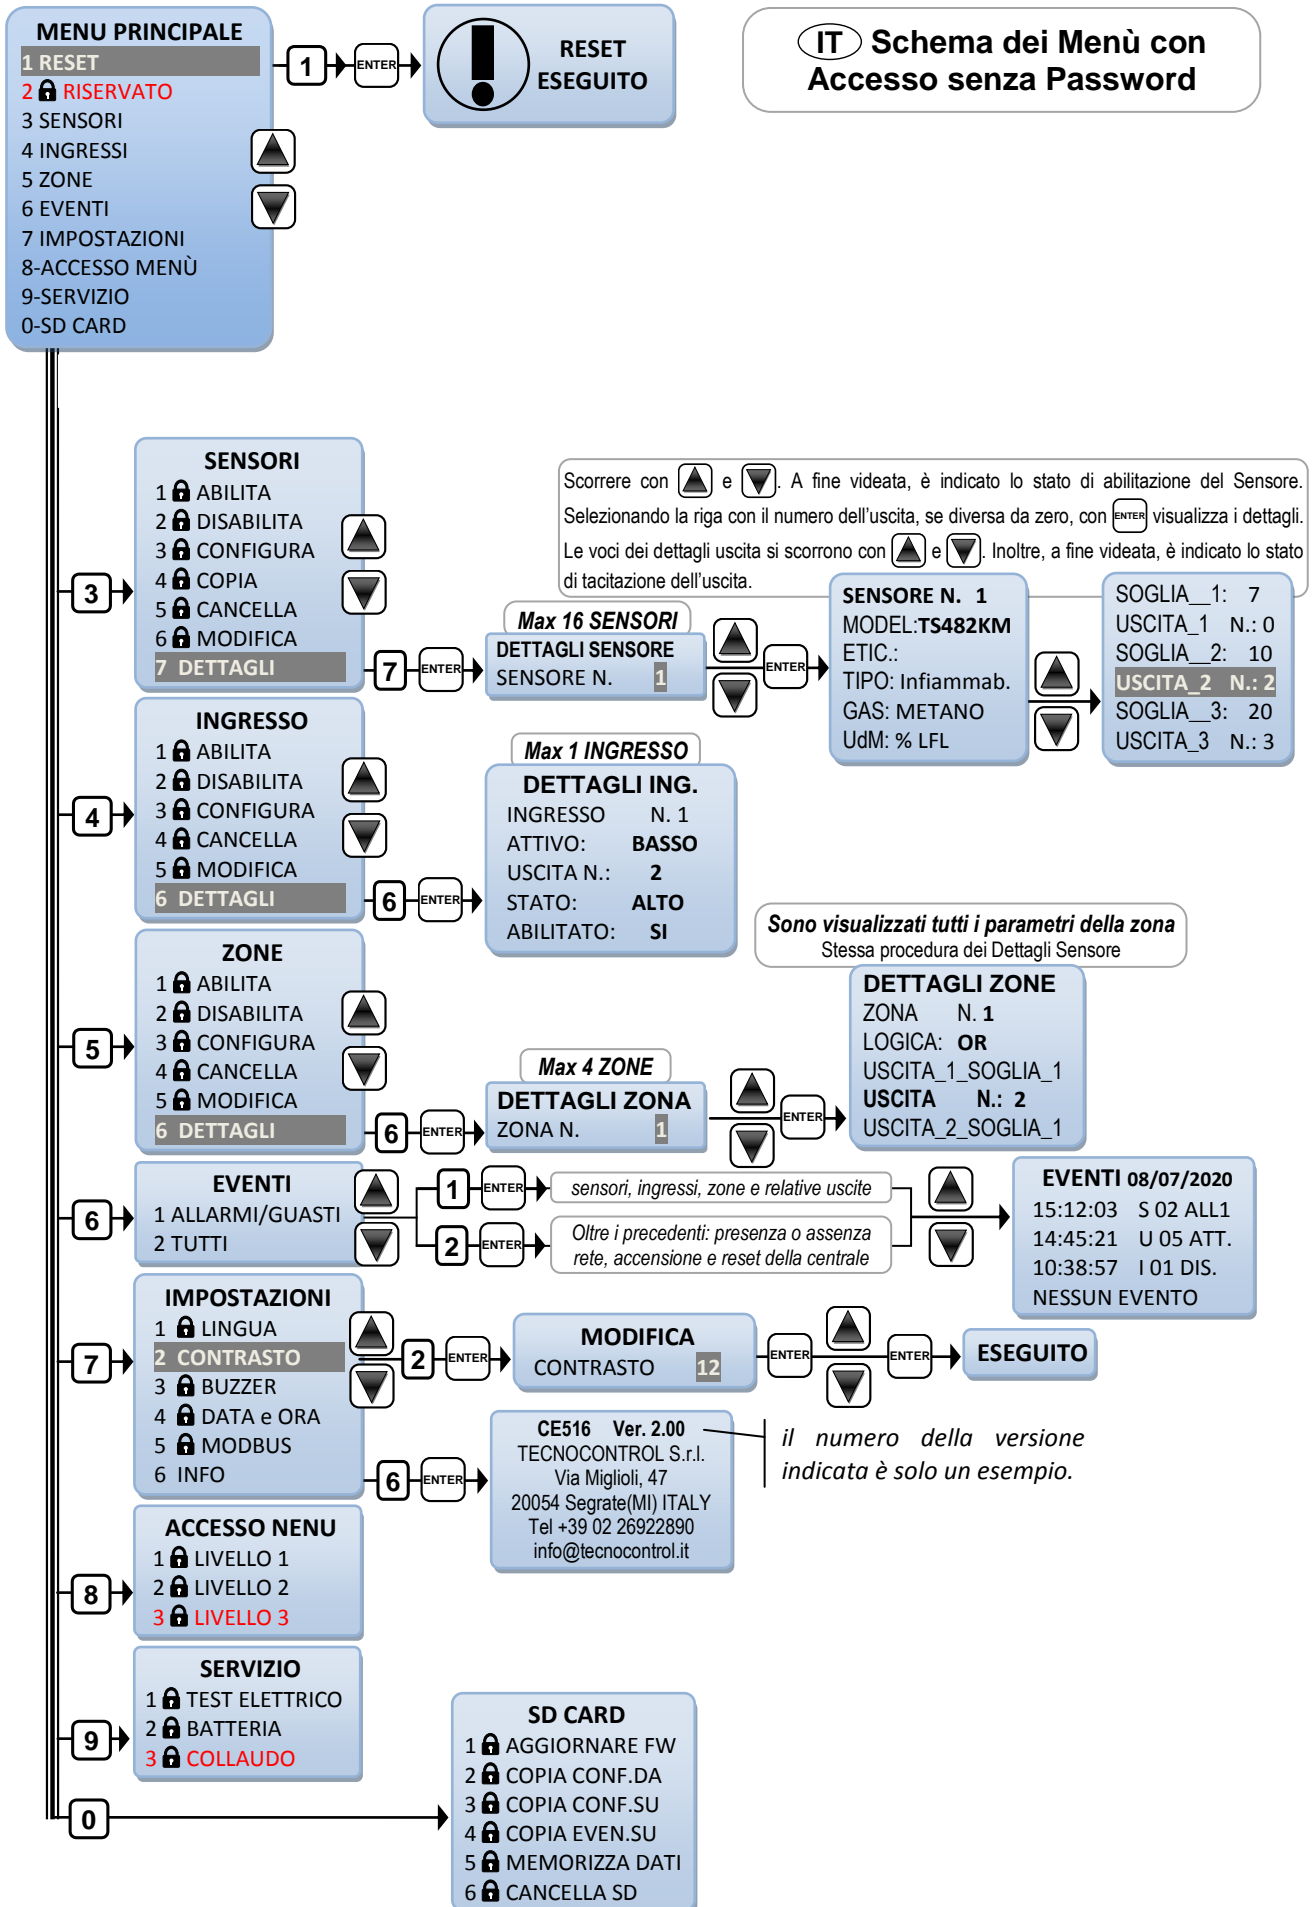 MENU PRINCIPALE
1 RESET
2 RISERVATO
3 SENSORI
4 INGRESSI
5 ZONE
6 EVENTI
7 IMPOSTAZIONI
8-ACCESSO MENÙ
9-SERVIZIO
0-SD CARD
1
ENTER
RESET
ESEGUITO
IT Schema dei Menù con
Accesso senza Password
3
SENSORI
1 ABILITA
2 DISABILITA
3 CONFIGURA
4 COPIA
5 CANCELLA
6 MODIFICA
7 DETTAGLI
7
ENTER
Max 16 SENSORI
DETTAGLI SENSORE
SENSORE N. 1
ENTER
Scorrere con e . A fine videata, è indicato lo stato di abilitazione del Sensore.
Selezionando la riga con il numero dell'uscita, se diversa da zero, con ENTER visualizza i dettagli.
Le voci dei dettagli uscita si scorrono con e . Inoltre, a fine videata, è indicato lo stato
di tacitazione dell'uscita.
SENSORE N. 1
MODEL:TS482KM
ETIC.:
TIPO: Infiammab.
GAS: METANO
UdM: % LFL
SOGLIA__1: 7
USCITA_1 N.: 0
SOGLIA__2: 10
USCITA_2 N.: 2
SOGLIA__3: 20
USCITA_3 N.: 3
4
INGRESSO
1 ABILITA
2 DISABILITA
3 CONFIGURA
4 CANCELLA
5 MODIFICA
6 DETTAGLI
6
ENTER
Max 1 INGRESSO
DETTAGLI ING.
INGRESSO N. 1
ATTIVO: BASSO
USCITA N.: 2
STATO: ALTO
ABILITATO: SI
5
ZONE
1 ABILITA
2 DISABILITA
3 CONFIGURA
4 CANCELLA
5 MODIFICA
6 DETTAGLI
6
ENTER
Max 4 ZONE
DETTAGLI ZONA
ZONA N. 1
ENTER
Sono visualizzati tutti i parametri della zona
Stessa procedura dei Dettagli Sensore
DETTAGLI ZONE
ZONA N. 1
LOGICA: OR
USCITA_1_SOGLIA_1
USCITA N.: 2
USCITA_2_SOGLIA_1
6
EVENTI
1 ALLARMI/GUASTI
2 TUTTI
1
ENTER
sensori, ingressi, zone e relative uscite
2
ENTER
Oltre i precedenti: presenza o assenza
rete, accensione e reset della centrale
EVENTI 08/07/2020
15:12:03 S 02 ALL1
14:45:21 U 05 ATT.
10:38:57 I 01 DIS.
NESSUN EVENTO
7
IMPOSTAZIONI
1 LINGUA
2 CONTRASTO
3 BUZZER
4 DATA e ORA
5 MODBUS
6 INFO
2
ENTER
MODIFICA
CONTRASTO 12
ENTER
ENTER
ESEGUITO
6
ENTER
CE516 Ver. 2.00
TECNOCONTROL S.r.l.
Via Miglioli, 47
20054 Segrate(MI) ITALY
Tel +39 02 26922890
info@tecnocontrol.it
il numero della versione
indicata è solo un esempio.
8
ACCESSO NENU
1 LIVELLO 1
2 LIVELLO 2
3 LIVELLO 3
9
SERVIZIO
1 TEST ELETTRICO
2 BATTERIA
3 COLLAUDO
0
SD CARD
1 AGGIORNARE FW
2 COPIA CONF.DA
3 COPIA CONF.SU
4 COPIA EVEN.SU
5 MEMORIZZA DATI
6 CANCELLA SD